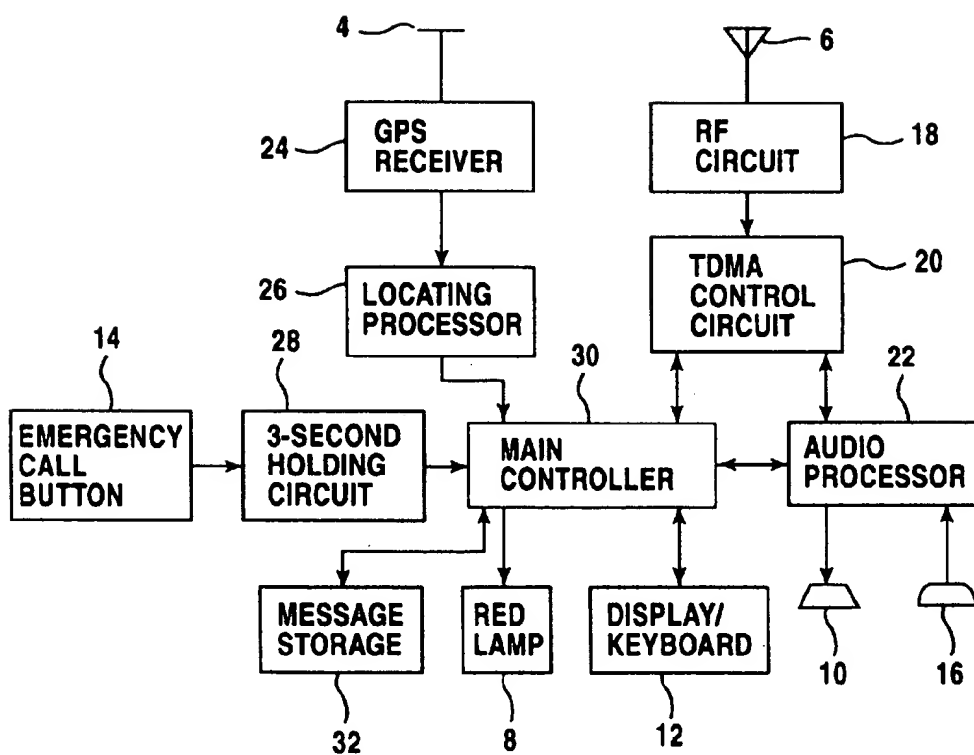 4
6
24
GPS
RECEIVER
RF
CIRCUIT
18
26
LOCATING
PROCESSOR
TDMA
CONTROL
CIRCUIT
20
14
28
30
22
EMERGENCY
CALL
BUTTON
3-SECOND
HOLDING
CIRCUIT
MAIN
CONTROLLER
AUDIO
PROCESSOR
MESSAGE
STORAGE
RED
LAMP
DISPLAY/
KEYBOARD
10
16
32
8
12